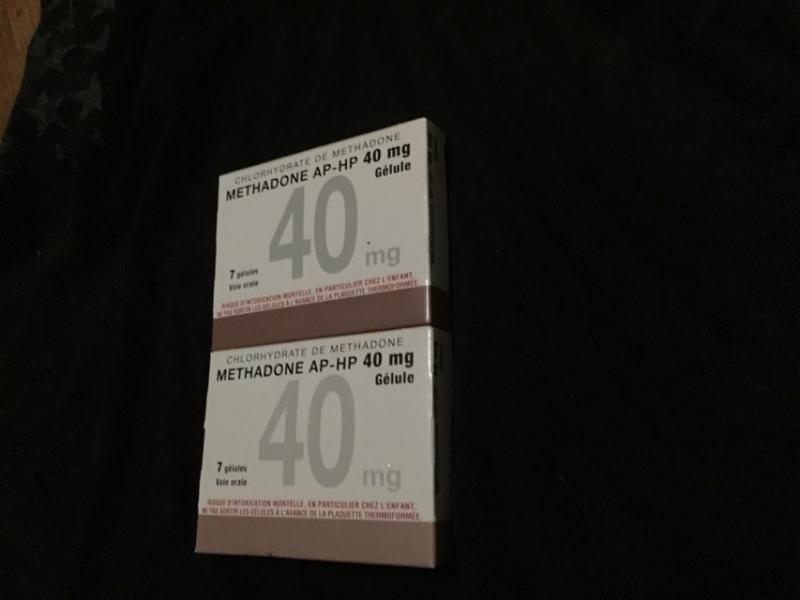 CHLORHYDRATE DE METHADONE
METHADONE AP-HP 40 mg
Gélule
40 mg
7 gélules
Voie orale
RISQUE D'INTOXICATION MORTELLE, EN PARTICULIER CHEZ L'ENFANT.
NE PAS SORTIR LES GÉLULES À L'AVANCE DE LA PLAQUETTE THERMOFORMÉE.
CHLORHYDRATE DE METHADONE
METHADONE AP-HP 40 mg
Gélule
40 mg
7 gélules
Voie orale
RISQUE D'INTOXICATION MORTELLE, EN PARTICULIER CHEZ L'ENFANT.
NE PAS SORTIR LES GÉLULES À L'AVANCE DE LA PLAQUETTE THERMOFORMÉE.